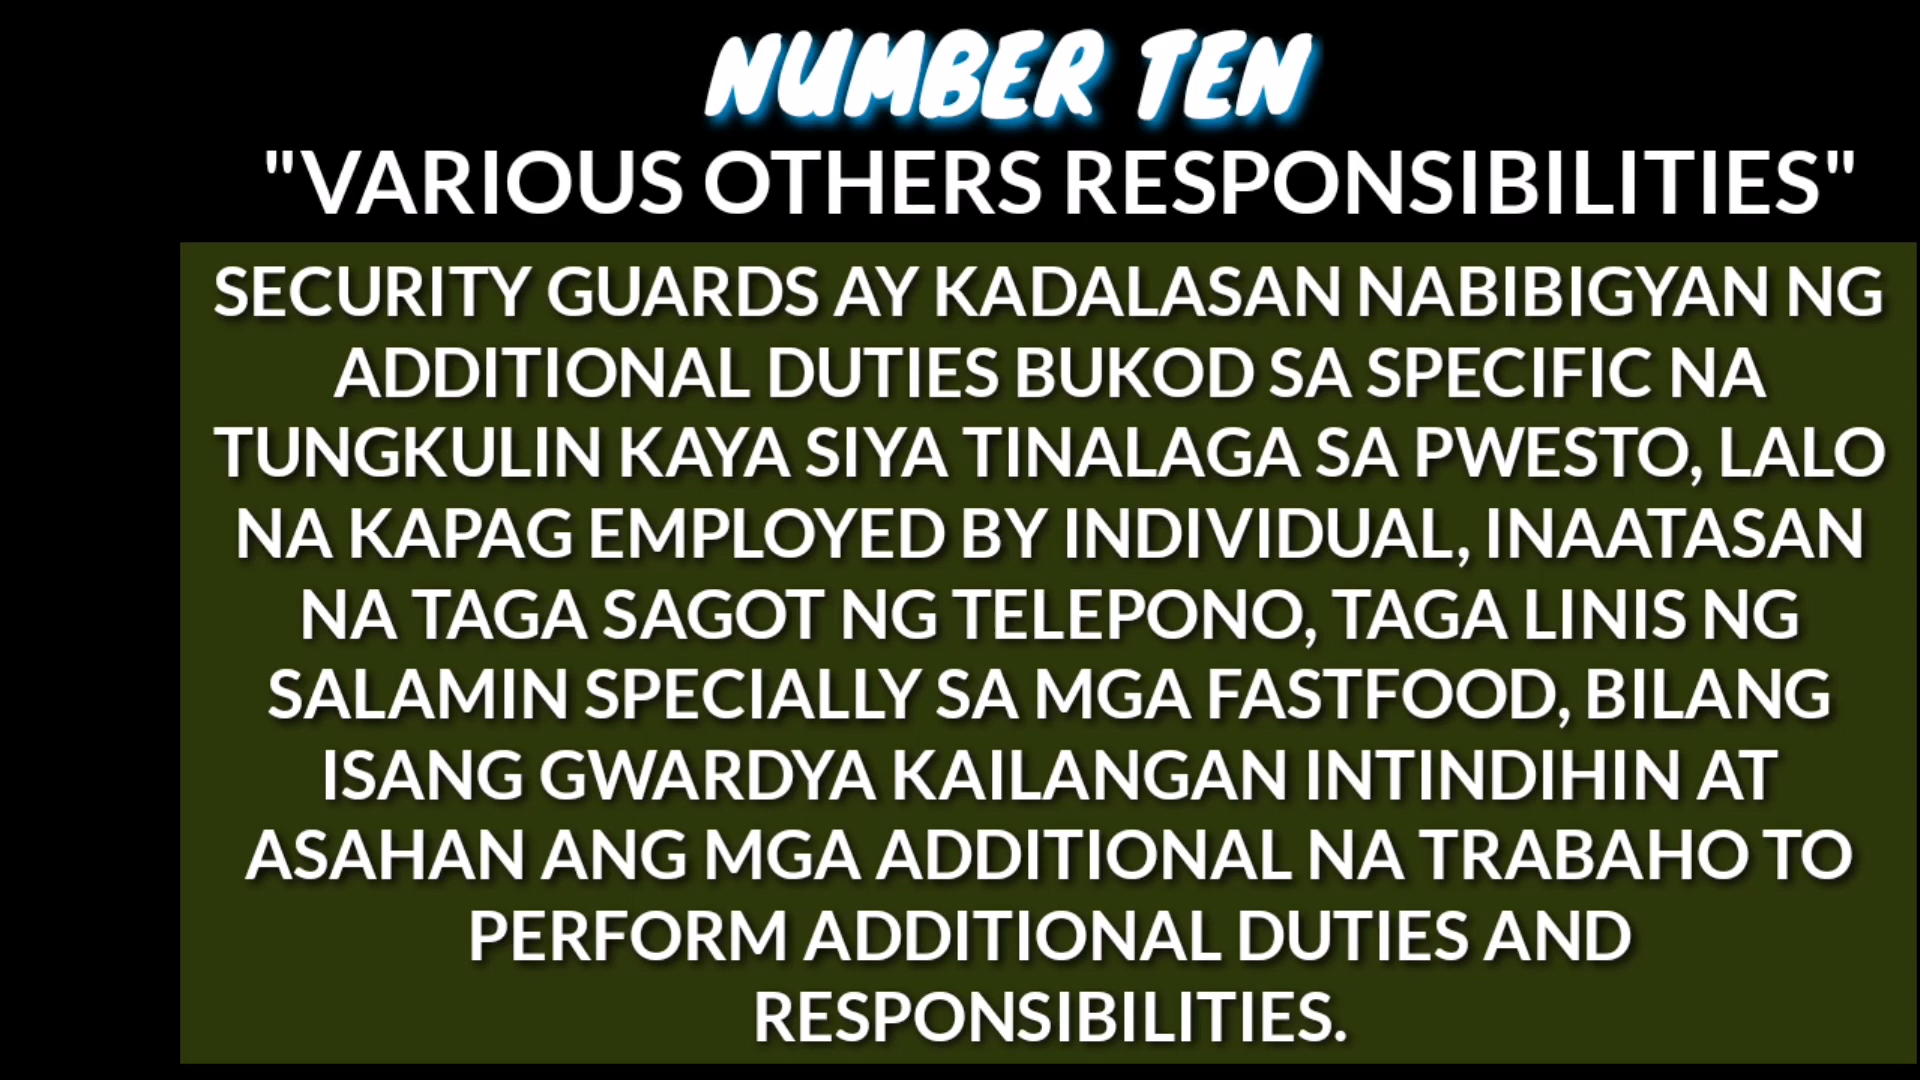 NUMBER TEN
"VARIOUS OTHERS RESPONSIBILITIES"
SECURITY GUARDS AY KADALASAN NABIBIGYAN NG
ADDITIONAL DUTIES BUKOD SA SPECIFIC NA
TUNGKULIN KAYA SIYA TINALAGA SA PWESTO, LALO
NA KAPAG EMPLOYED BY INDIVIDUAL, INAATASAN
NA TAGA SAGOT NG TELEPONO, TAGA LINIS NG
SALAMIN SPECIALLY SA MGA FASTFOOD, BILANG
ISANG GWARDYA KAILANGAN INTINDIHIN AT
ASAHAN ANG MGA ADDITIONAL NA TRABAHO TO
PERFORM ADDITIONAL DUTIES AND
RESPONSIBILITIES.